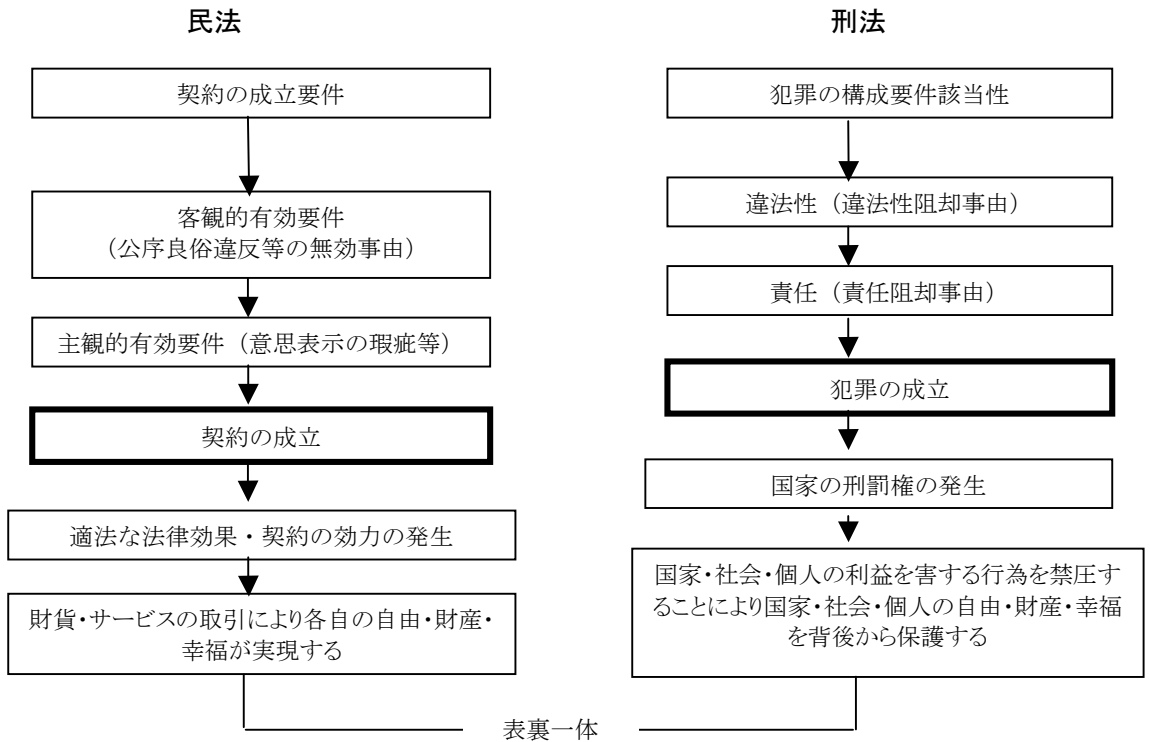 民法
契約の成立要件
客観的有効要件
（公序良俗違反等の無効事由）
主観的有効要件（意思表示の瑕疵等）
契約の成立
適法な法律効果・契約の効力の発生
財貨・サービスの取引により各自の自由・財産・
幸福が実現する
刑法
犯罪の構成要件該当性
違法性（違法性阻却事由）
責任（責任阻却事由）
犯罪の成立
国家の刑罰権の発生
国家・社会・個人の利益を害する行為を禁圧す
ることにより国家・社会・個人の自由・財産・幸福
を背後から保護する
表裏一体